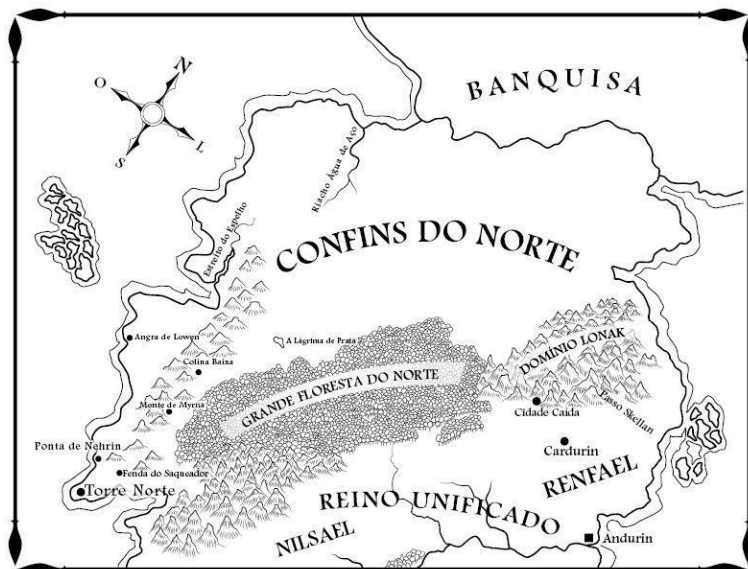 BANQUISA
N
O
L
S
Riacho Água de Aço
Estreito do Espelho
CONFINS DO NORTE
Angra de Lowen
A Lágrima de Prata
Colina Baixa
DOMÍNIO LONAK
GRANDE FLORESTA DO NORTE
Monte de Myrna
Cidade Caída
Passo Skellan
Ponta de Nehrin
Cardurin
Fenda do Saqueador
RENFAEL
Torre Norte
REINO UNIFICADO
NILSAEL
Andurin